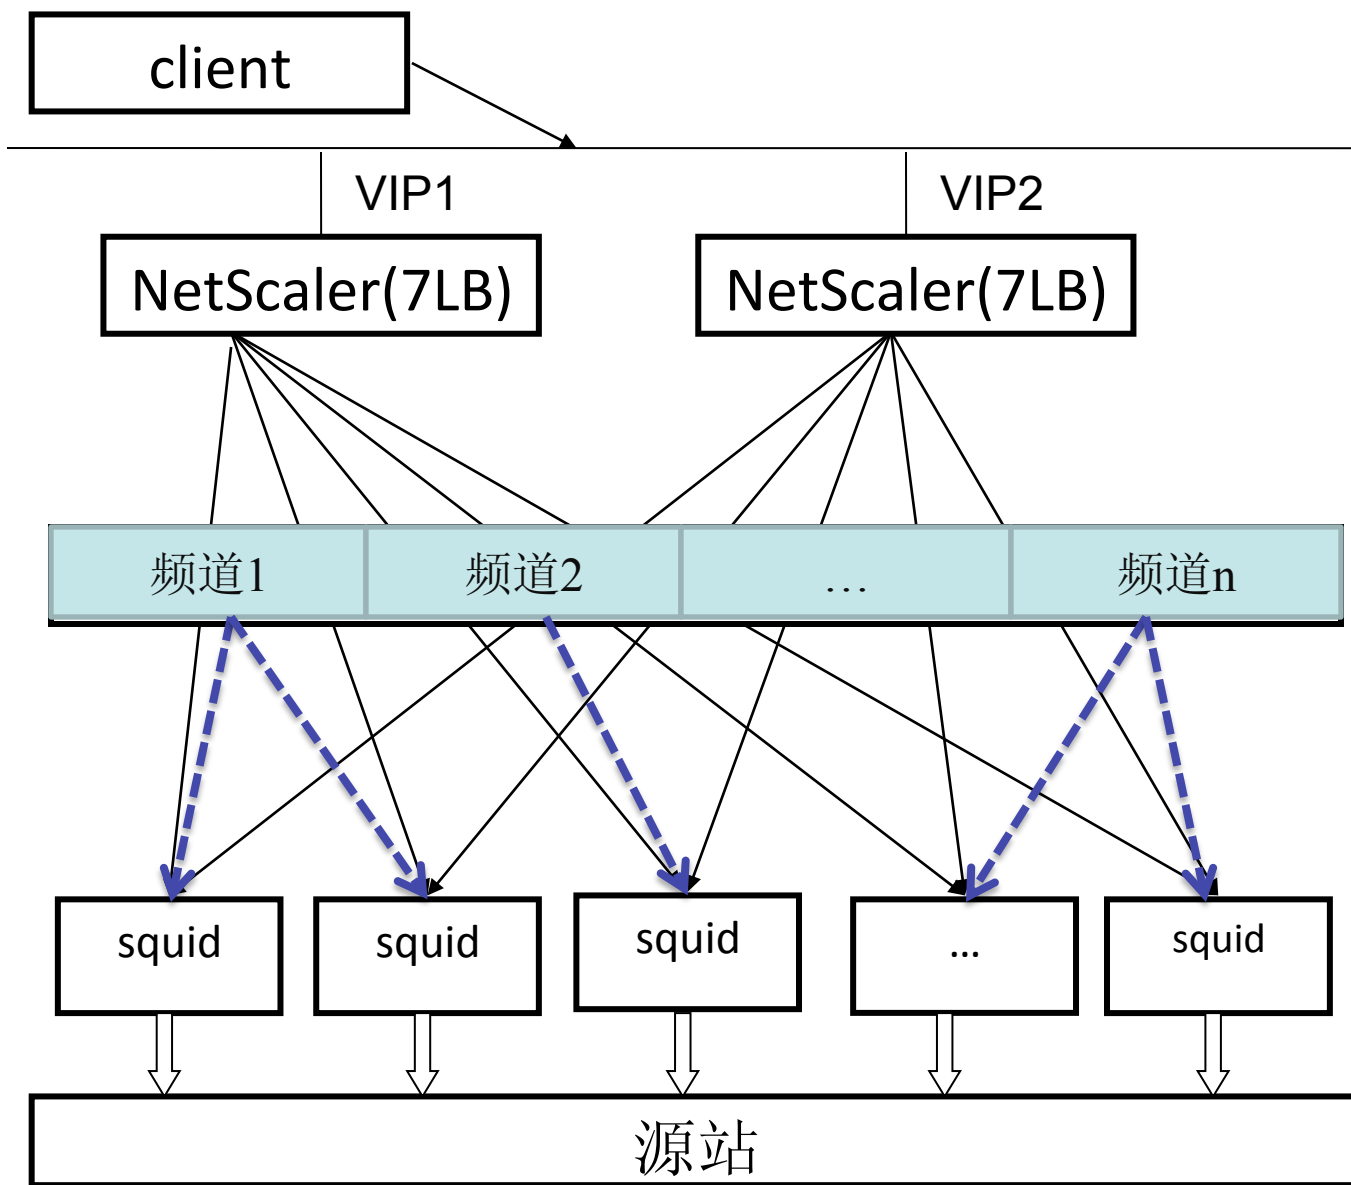 client
VIP1
VIP2
NetScaler(7LB)
NetScaler(7LB)
频道1
频道2
...
频道n
squid
squid
squid
...
squid
源站